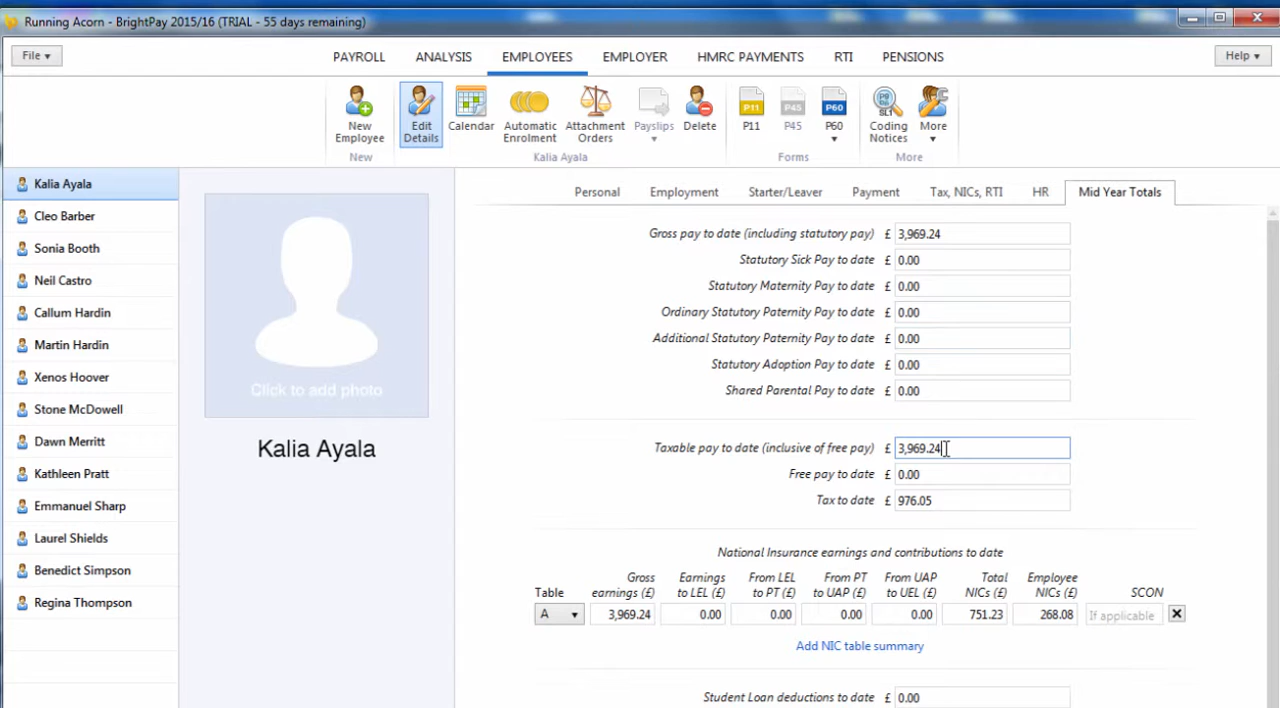 Running Acorn - BrightPay 2015/16 (TRIAL - 55 days remaining)
File
PAYROLL
ANALYSIS
EMPLOYEES
EMPLOYER
HMRC PAYMENTS
RTI
PENSIONS
Help
New Employee
Edit Details
Calendar
Automatic Enrolment
Attachment Orders
Payslips
Delete
P11 P11
P45 P45
P60 P60
P9 SL1 Coding Notices
More
New
Kalia Ayala
Forms
More
Kalia Ayala
Cleo Barber
Sonia Booth
Neil Castro
Callum Hardin
Martin Hardin
Xenos Hoover
Stone McDowell
Dawn Merritt
Kathleen Pratt
Emmanuel Sharp
Laurel Shields
Benedict Simpson
Regina Thompson
Click to add photo
Kalia Ayala
Personal
Employment
Starter/Leaver
Payment
Tax, NICs, RTI
HR
Mid Year Totals
Gross pay to date (including statutory pay) £ 3,969.24
Statutory Sick Pay to date £ 0.00
Statutory Maternity Pay to date £ 0.00
Ordinary Statutory Paternity Pay to date £ 0.00
Additional Statutory Paternity Pay to date £ 0.00
Statutory Adoption Pay to date £ 0.00
Shared Parental Pay to date £ 0.00
Taxable pay to date (inclusive of free pay) £ 3,969.24
Free pay to date £ 0.00
Tax to date £ 976.05
National Insurance earnings and contributions to date
Table Gross earnings (£) Earnings to LEL (£) From LEL to PT (£) From PT to UAP (£) From UAP to UEL (£) Total NICs (£) Employee NICs (£) SCON
A 3,969.24 0.00 0.00 0.00 0.00 751.23 268.08 If applicable
Add NIC table summary
Student Loan deductions to date £ 0.00